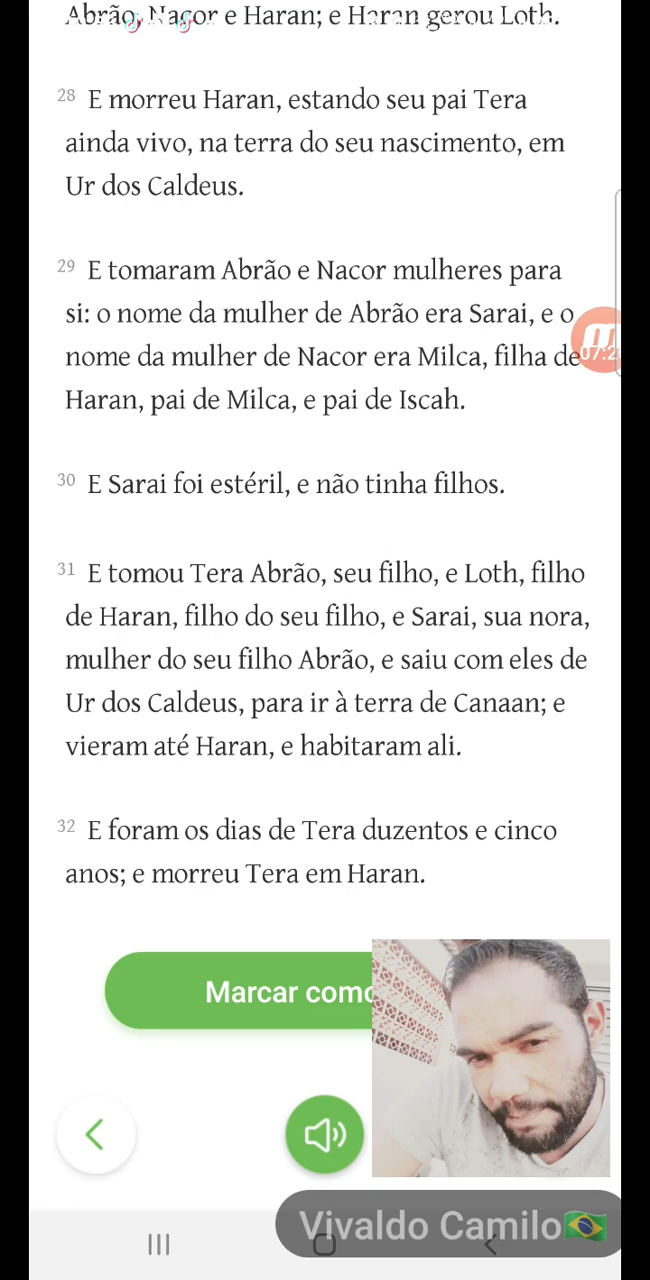 Abrão, Nacor e Haran; e Haran gerou Loth.
28 E morreu Haran, estando seu pai Tera
ainda vivo, na terra do seu nascimento, em
Ur dos Caldeus.
29 E tomaram Abrão e Nacor mulheres para
si: o nome da mulher de Abrão era Sarai, e o
nome da mulher de Nacor era Milca, filha de
Haran, pai de Milca, e pai de Iscah.
07:2
30 E Sarai foi estéril, e não tinha filhos.
31 E tomou Tera Abrão, seu filho, e Loth, filho
de Haran, filho do seu filho, e Sarai, sua nora,
mulher do seu filho Abrão, e saiu com eles de
Ur dos Caldeus, para ir à terra de Canaan; e
vieram até Haran, e habitaram ali.
32 E foram os dias de Tera duzentos e cinco
anos; e morreu Tera em Haran.
Marcar como
Vivaldo Camilo🇧🇷